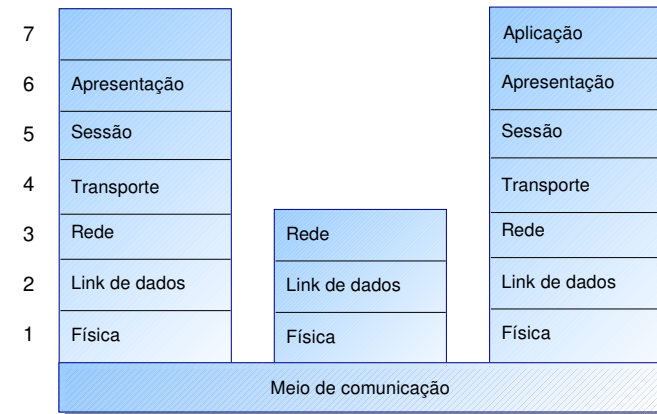 7
Aplicação
6
Apresentação
Apresentação
5
Sessão
Sessão
4
Transporte
Transporte
3
Rede
Rede
Rede
2
Link de dados
Link de dados
Link de dados
1
Física
Física
Física
Meio de comunicação